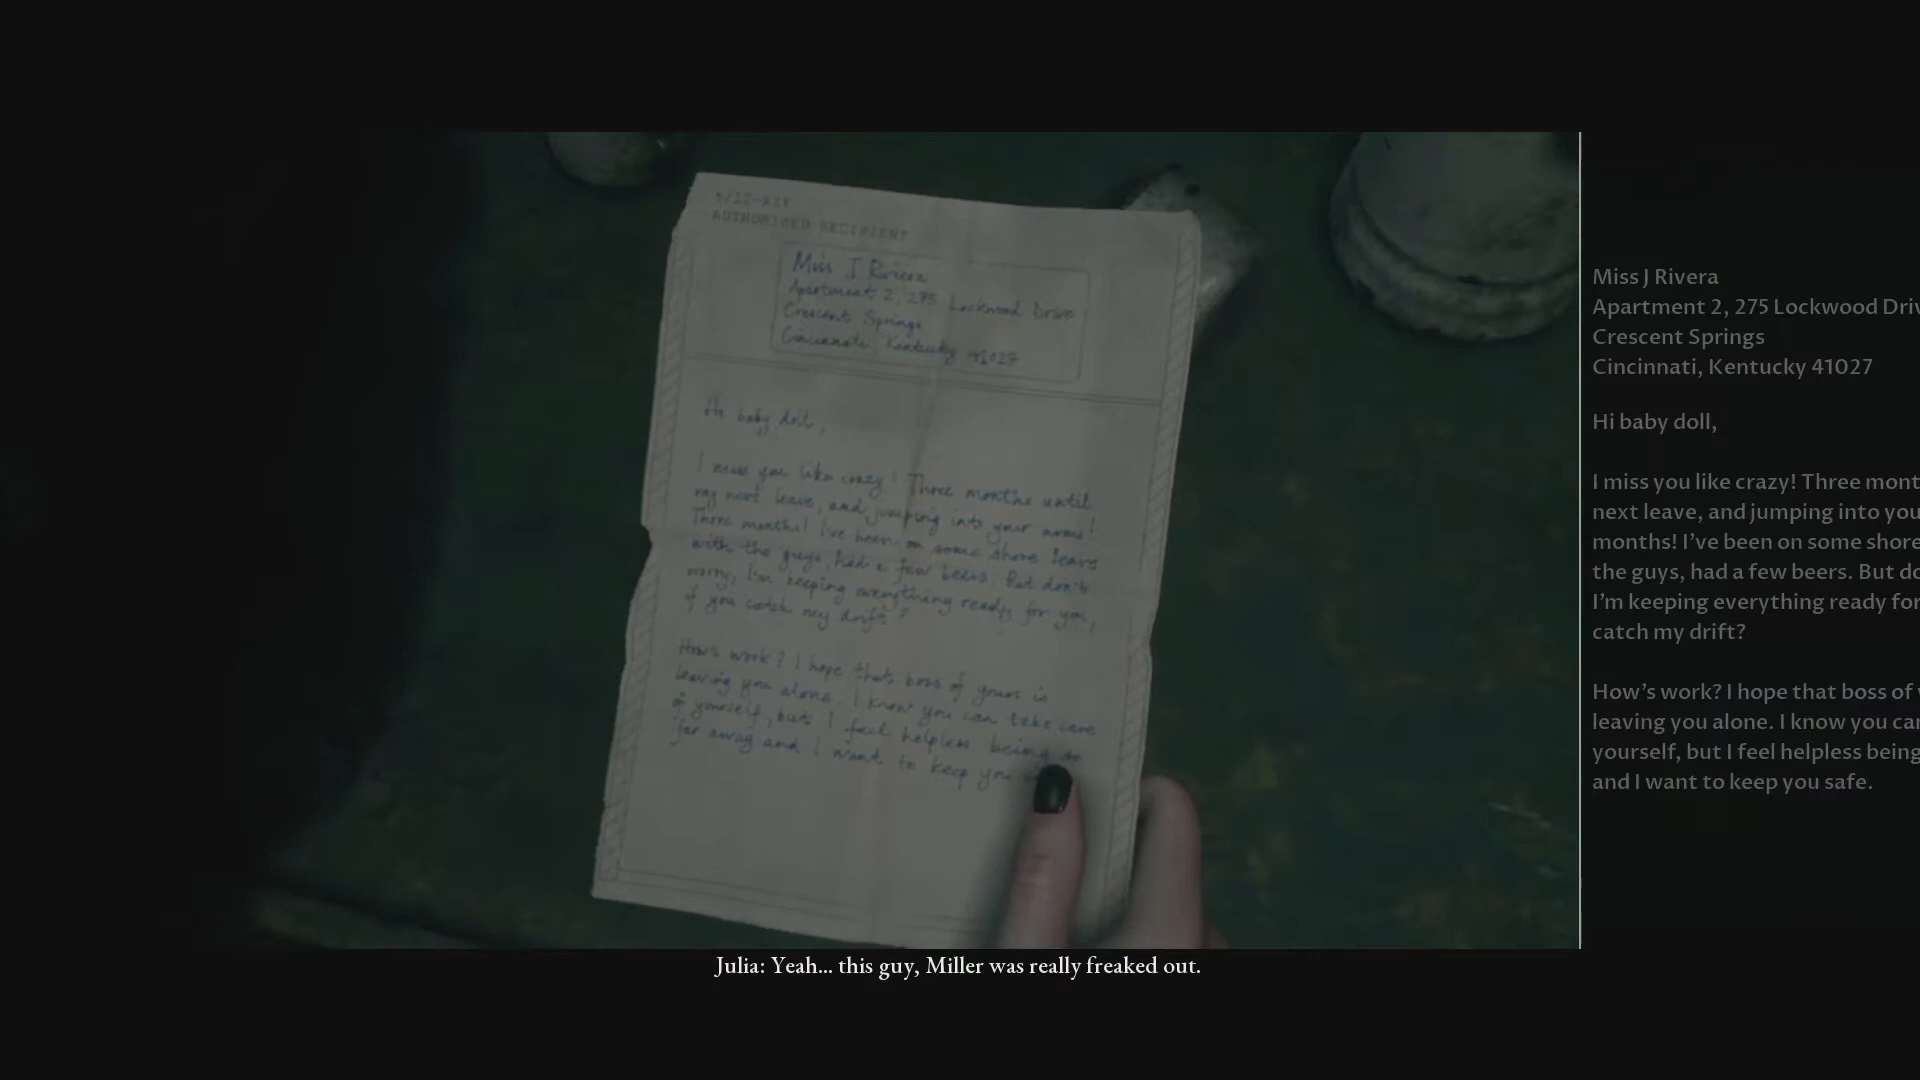 AUTHORIZED RECIPIENT
Miss J Rivera
Apartment 2, 275 Lockwood Drive
Crescent Springs
Cincinnati, Kentucky 41027
Hi baby doll,
I miss you like crazy! Three months until
my next leave, and jumping into your arms!
Three months! I've been on some shore leave
with the guys, had a few beers. But don't
worry, I'm keeping everything ready for you,
if you catch my drift?
How's work? I hope that boss of yours is
leaving you alone. I know you can take care
of yourself, but I feel helpless being so
far away and I want to keep you
Miss J Rivera
Apartment 2, 275 Lockwood Driv
Crescent Springs
Cincinnati, Kentucky 41027
Hi baby doll,
I miss you like crazy! Three mont
next leave, and jumping into you
months! I've been on some shore
the guys, had a few beers. But do
I'm keeping everything ready for
catch my drift?
How's work? I hope that boss of
leaving you alone. I know you can
yourself, but I feel helpless being
and I want to keep you safe.
Julia: Yeah... this guy, Miller was really freaked out.